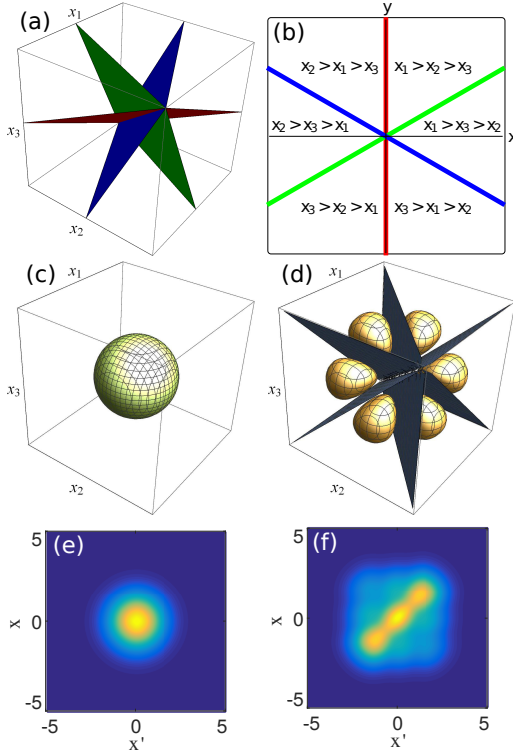 (a)
x₁
x₃
x₂
(b)
y
x₂ > x₁ > x₃
x₁ > x₂ > x₃
x₂ > x₃ > x₁
x₁ > x₃ > x₂
x
x₃ > x₂ > x₁
x₃ > x₁ > x₂
(c)
x₁
x₃
x₂
(d)
x₁
x₃
x₂
(e)
5
0
-5
x
-5
0
5
x'
(f)
5
0
-5
x
-5
0
5
x'